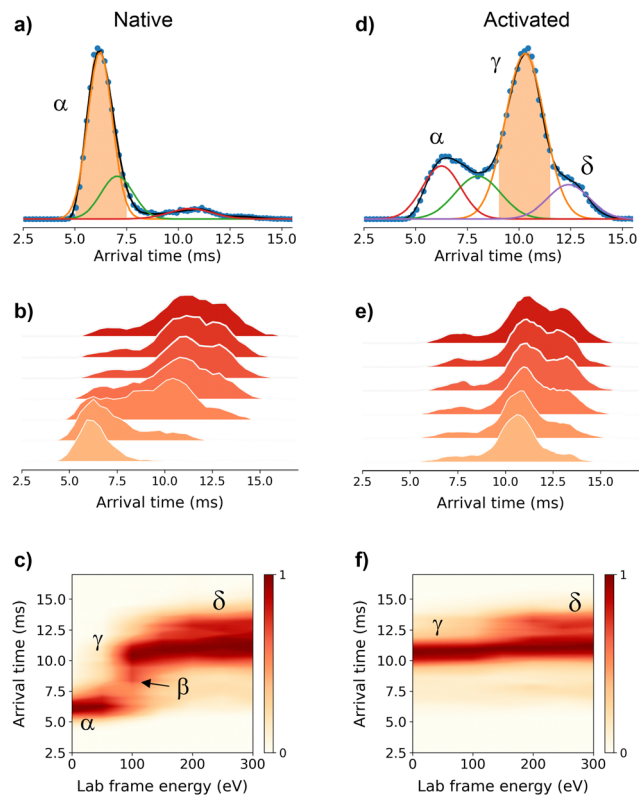 Native
Activated
a)
α
2.5 5.0 7.5 10.0 12.5 15.0
Arrival time (ms)
d)
α
γ
δ
2.5 5.0 7.5 10.0 12.5 15.0
Arrival time (ms)
b)
2.5 5.0 7.5 10.0 12.5 15.0
Arrival time (ms)
e)
2.5 5.0 7.5 10.0 12.5 15.0
Arrival time (ms)
c)
Arrival time (ms)
15.0
12.5
10.0
7.5
5.0
2.5
δ
γ
β
α
0 100 200 300
Lab frame energy (eV)
1
0
f)
Arrival time (ms)
15.0
12.5
10.0
7.5
5.0
2.5
δ
γ
0 100 200 300
Lab frame energy (eV)
1
0